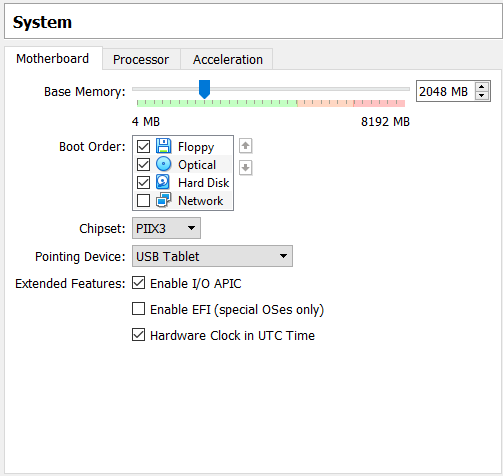 System
Motherboard Processor Acceleration
Base Memory: 2048 MB
4 MB 8192 MB
Boot Order: Floppy
Optical
Hard Disk
Network
Chipset: PIIX3
Pointing Device: USB Tablet
Extended Features: Enable I/O APIC
Enable EFI (special OSes only)
Hardware Clock in UTC Time